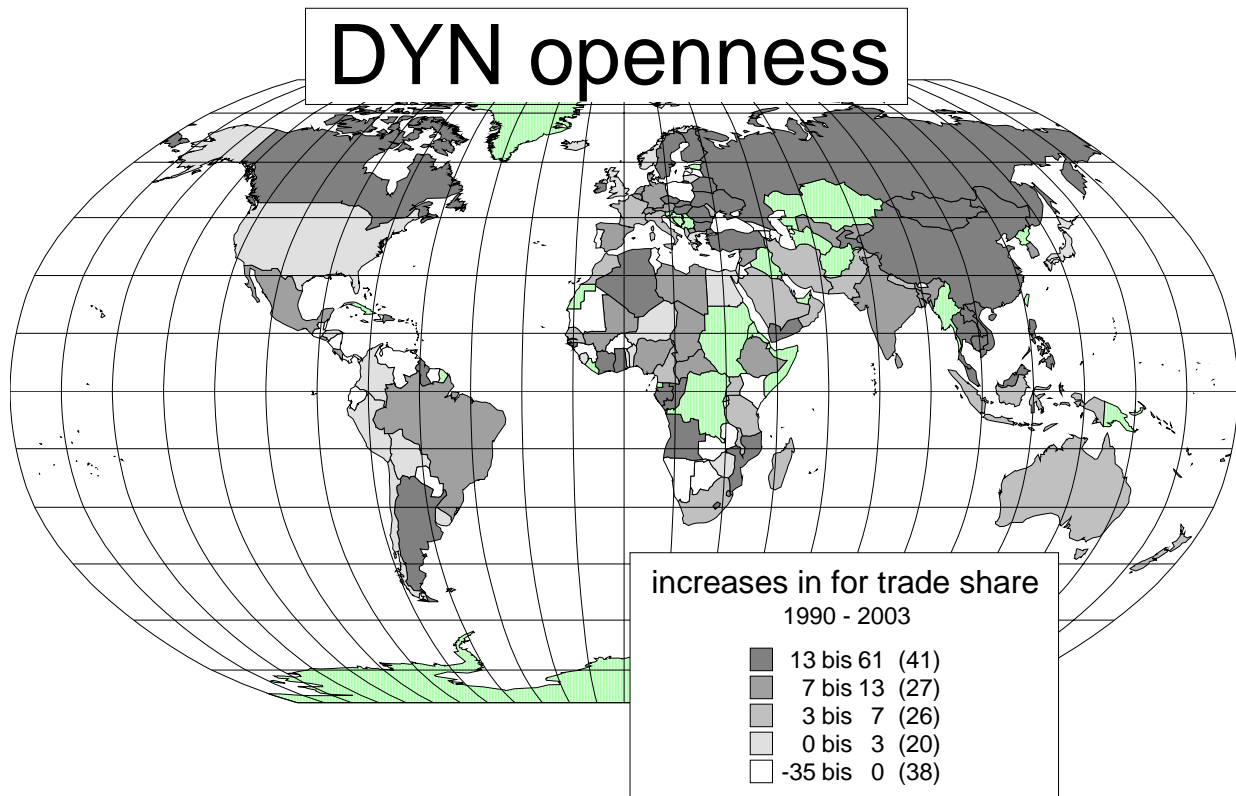 DYN openness
increases in for trade share
1990 - 2003
13 bis 61 (41)
7 bis 13 (27)
3 bis 7 (26)
0 bis 3 (20)
-35 bis 0 (38)